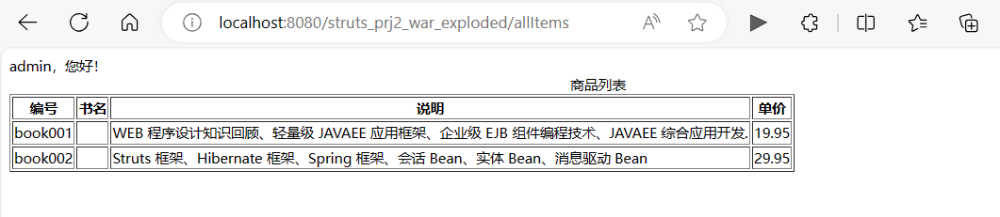 localhost:8080/struts_prj2_war_exploded/allItems
admin，您好！
商品列表
编号 书名 说明 单价
book001 WEB 程序设计知识回顾、轻量级 JAVAEE 应用框架、企业级 EJB 组件编程技术、JAVAEE 综合应用开发. 19.95
book002 Struts 框架、Hibernate 框架、Spring 框架、会话 Bean、实体 Bean、消息驱动 Bean 29.95